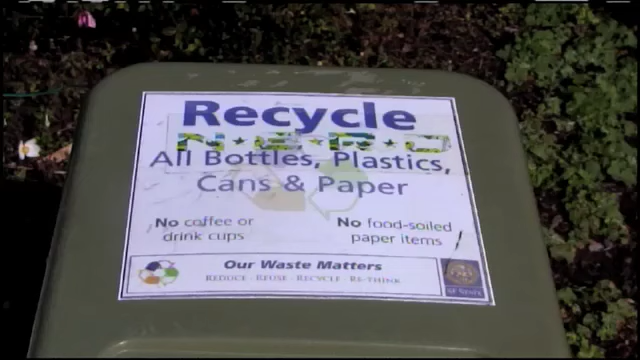 Recycle
N★E★R★D
All Bottles, Plastics,
Cans & Paper
No coffee or
drink cups
No food-soiled
paper items
Our Waste Matters
REDUCE · REUSE · RECYCLE · RE-THINK